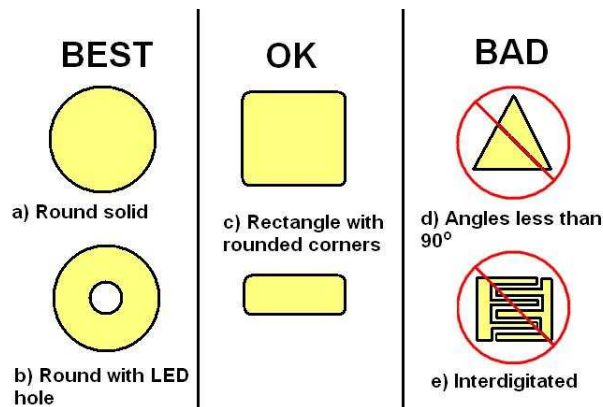 BEST
a) Round solid
b) Round with LED
hole
OK
c) Rectangle with
rounded corners
BAD
d) Angles less than
90°
e) Interdigitated